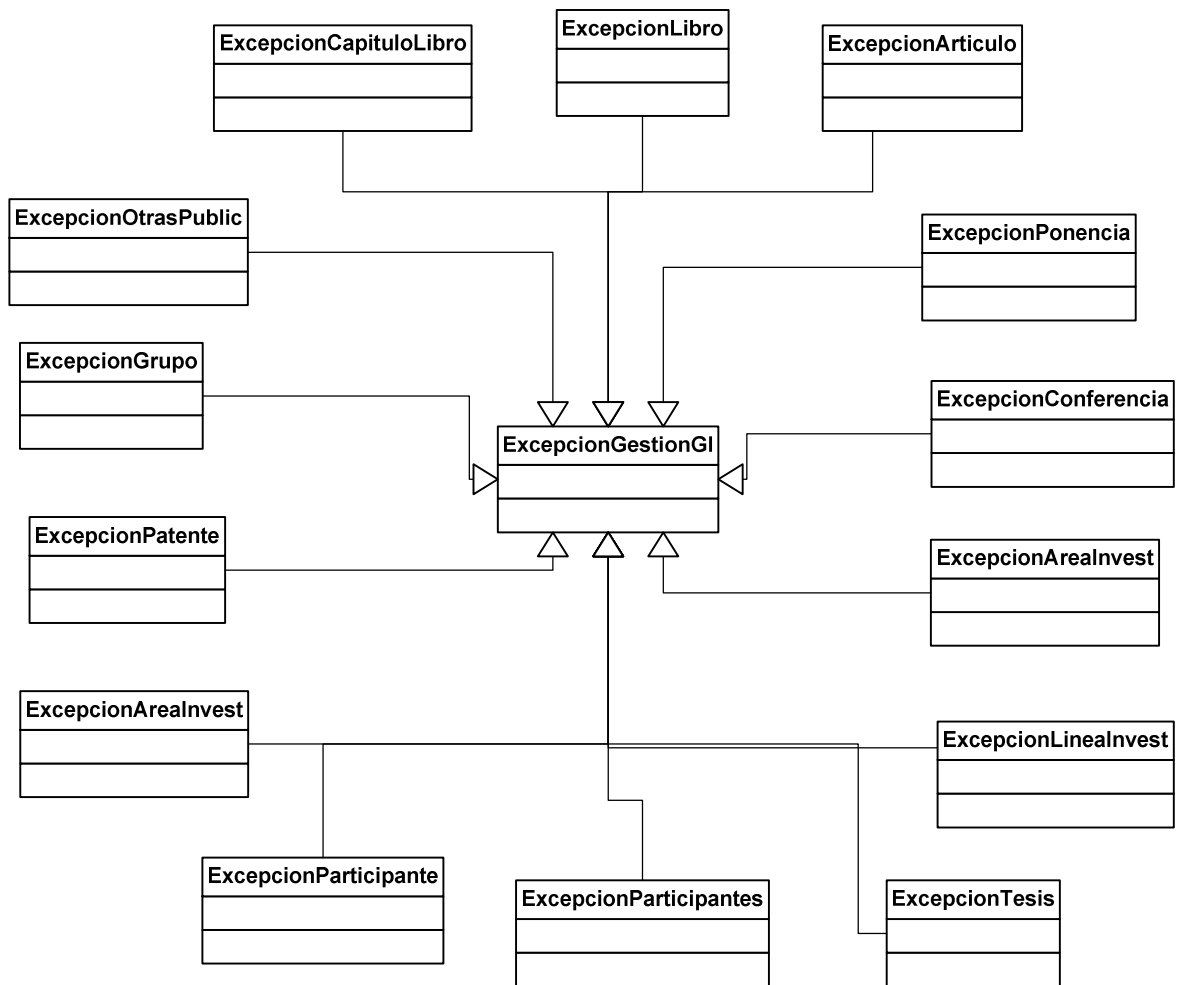 ExcepcionCapituloLibro
ExcepcionLibro
ExcepcionArticulo
ExcepcionOtrasPublic
ExcepcionPonencia
ExcepcionGrupo
ExcepcionConferencia
ExcepcionGestionGI
ExcepcionPatente
ExcepcionAreaInvest
ExcepcionAreaInvest
ExcepcionLineaInvest
ExcepcionParticipante
ExcepcionParticipantes
ExcepcionTesis